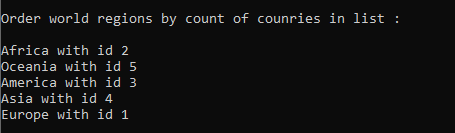 Order world regions by count of counries in list :
Africa with id 2
Oceania with id 5
America with id 3
Asia with id 4
Europe with id 1